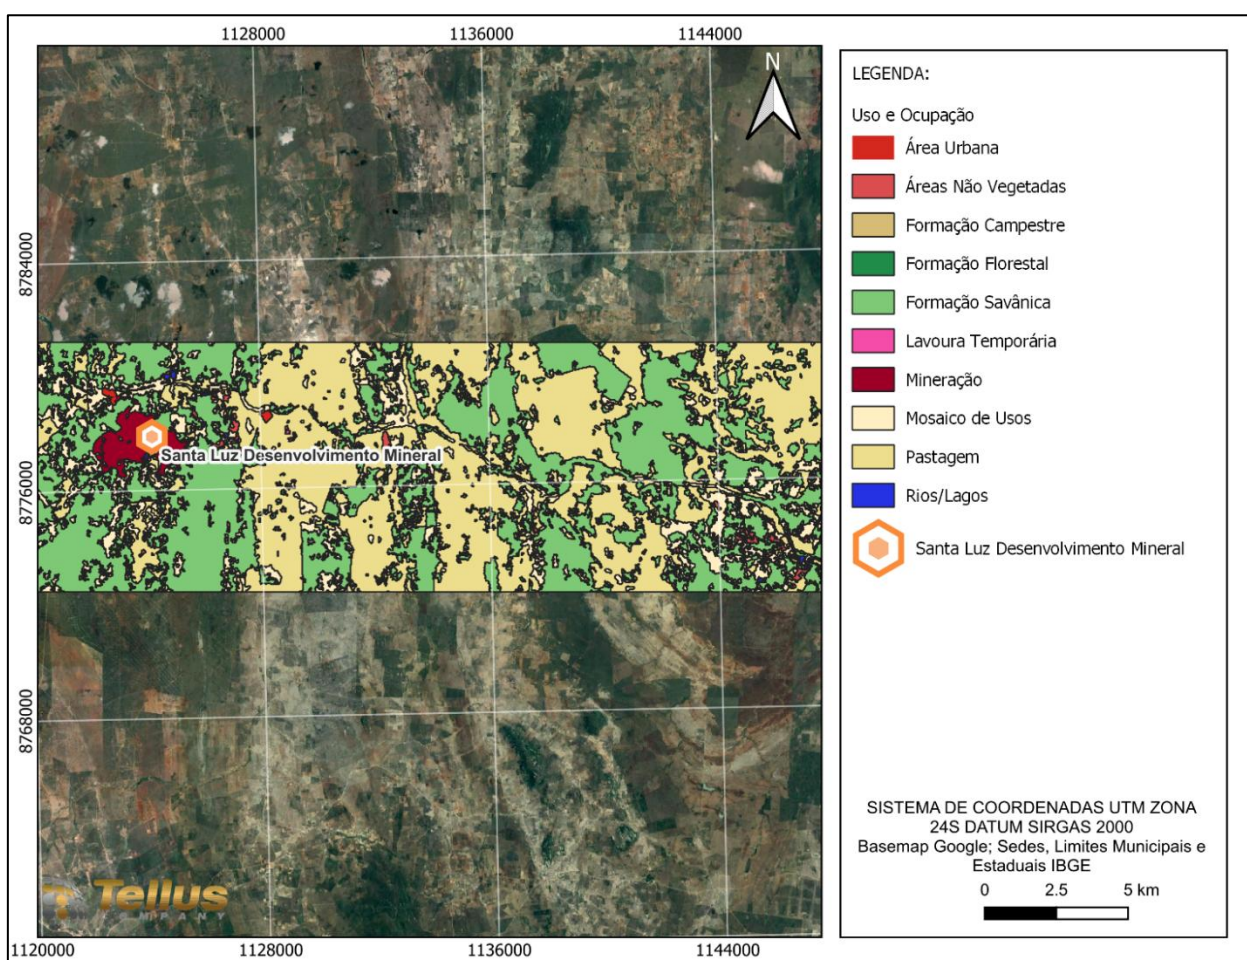 1128000
1136000
1144000
N
8784000
8776000
8768000
Santa Luz Desenvolvimento Mineral
Tellus
COMPANY
1120000
1128000
1136000
1144000
LEGENDA:
Uso e Ocupação
Área Urbana
Áreas Não Vegetadas
Formação Campestre
Formação Florestal
Formação Savânica
Lavoura Temporária
Mineração
Mosaico de Usos
Pastagem
Rios/Lagos
Santa Luz Desenvolvimento Mineral
SISTEMA DE COORDENADAS UTM ZONA
24S DATUM SIRGAS 2000
Basemap Google; Sedes, Limites Municipais e
Estaduais IBGE
0 2.5 5 km